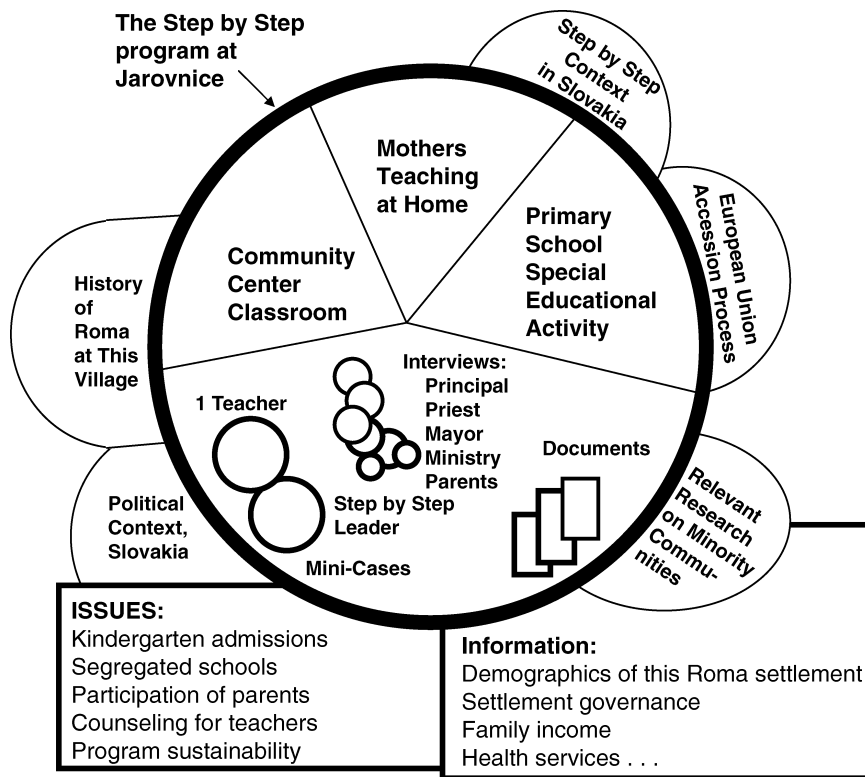 The Step by Step
program at
Jarovnice
Step by Step
Context
in Slovakia
Mothers
Teaching
at Home
European Union
Accession Process
Primary
School
Special
Educational
Activity
Community
Center
Classroom
History
of
Roma
at This
Village
Interviews:
Principal
Priest
Mayor
Ministry
Parents
1 Teacher
Documents
Step by Step
Leader
Mini-Cases
Relevant
Research
on Minority
Commu-
nities
Political
Context,
Slovakia
ISSUES:
Kindergarten admissions
Segregated schools
Participation of parents
Counseling for teachers
Program sustainability
Information:
Demographics of this Roma settlement
Settlement governance
Family income
Health services . . .